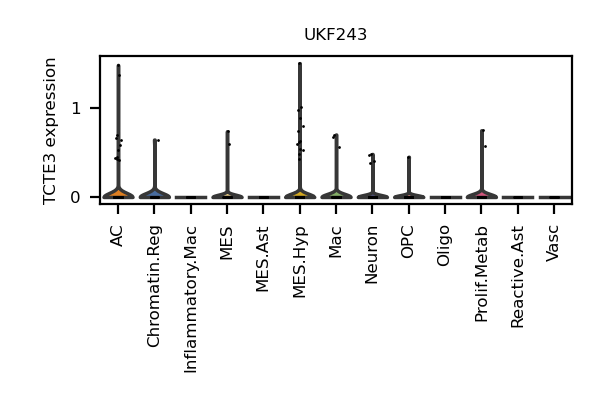 UKF243
TCTE3 expression
1
0
AC
Chromatin.Reg
Inflammatory.Mac
MES
MES.Ast
MES.Hyp
Mac
Neuron
OPC
Oligo
Prolif.Metab
Reactive.Ast
Vasc